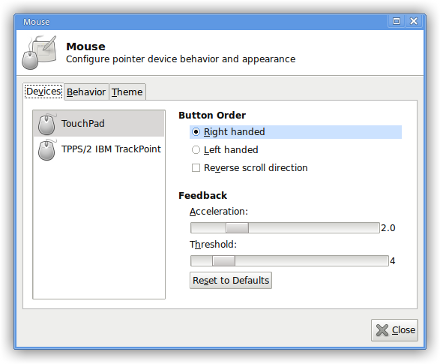 Mouse
Mouse
Configure pointer device behavior and appearance
Devices Behavior Theme
TouchPad
TPPS/2 IBM TrackPoint
Button Order
Right handed
Left handed
Reverse scroll direction
Feedback
Acceleration:
2.0
Threshold:
4
Reset to Defaults
Close